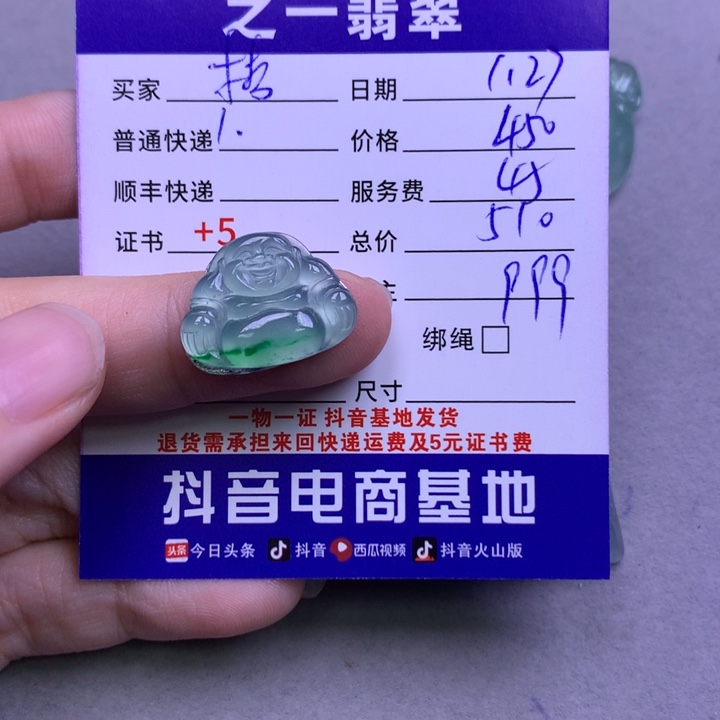 之一翡翠
买家 日期 1.27
普通快递 1. 价格 450
顺丰快递 服务费 45
证书 +5 总价 510
主 999
绑绳
尺寸
一物一证 抖音基地发货
退货需承担来回快递运费及5元证书费
抖音电商基地
头条 今日头条 抖音 西瓜视频 抖音火山版